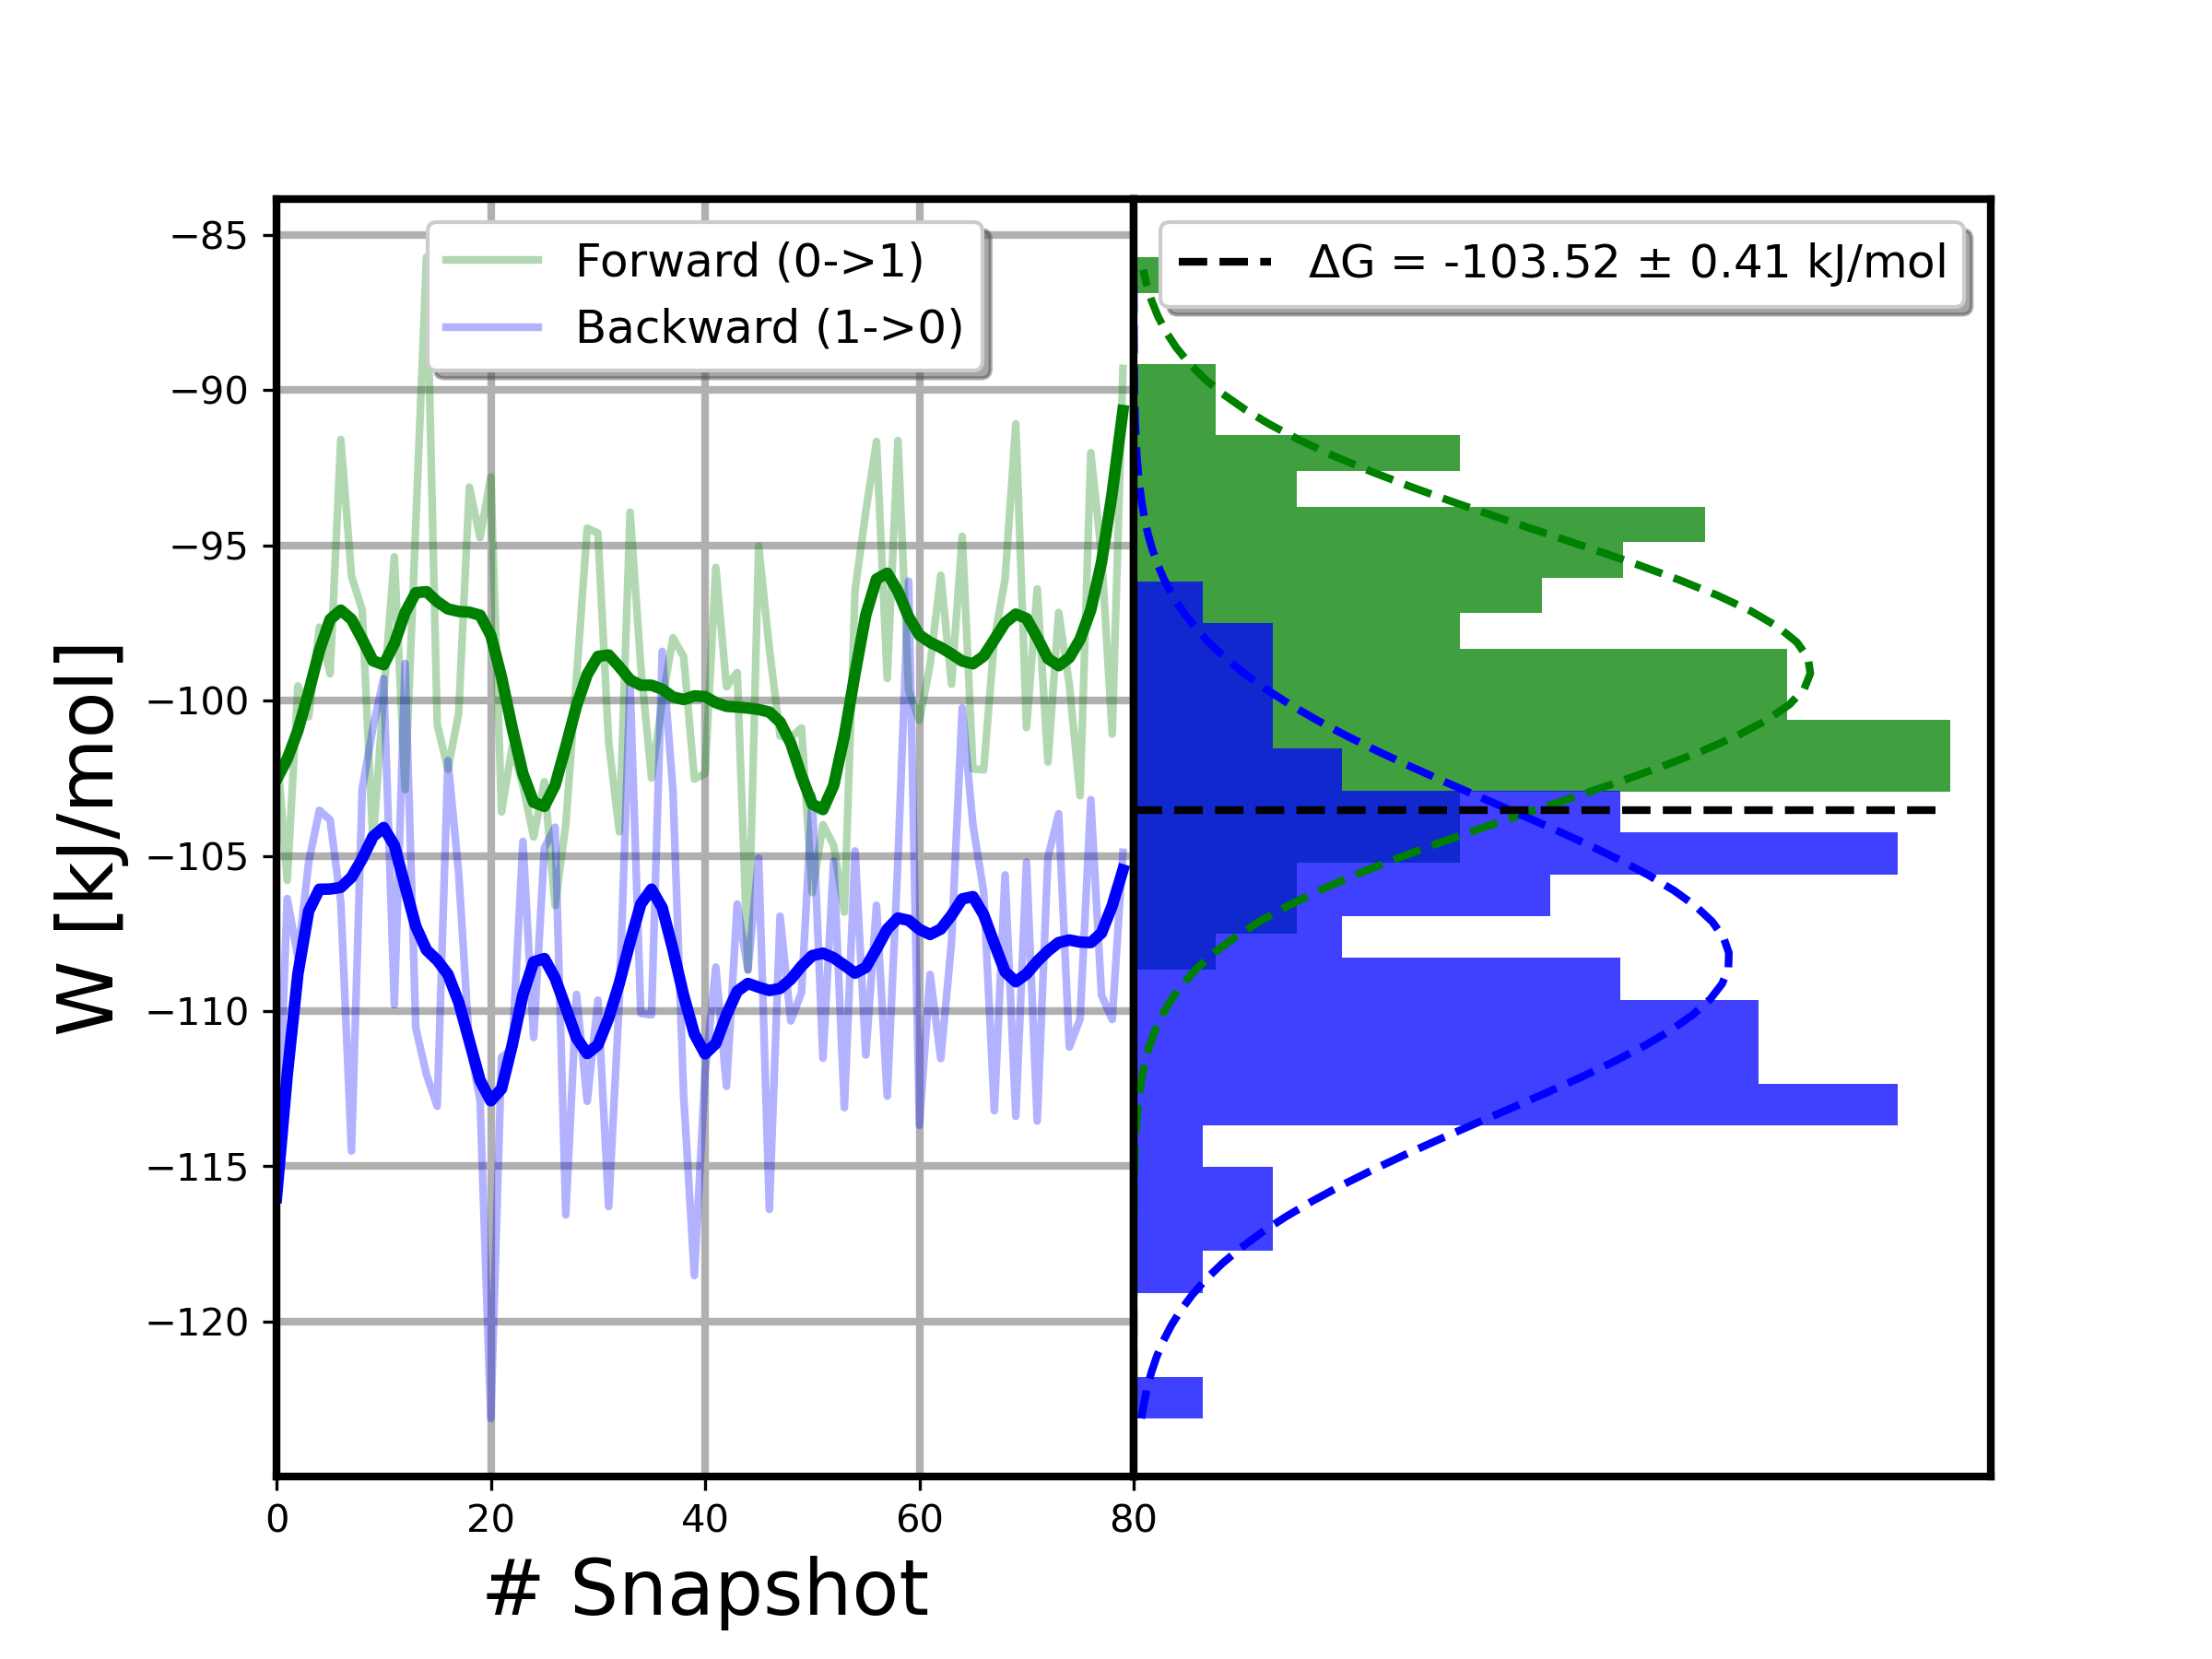 Forward (0->1)
Backward (1->0)
ΔG = -103.52 ± 0.41 kJ/mol
W [kJ/mol]
−85
−90
−95
−100
−105
−110
−115
−120
0 20 40 60 80
# Snapshot